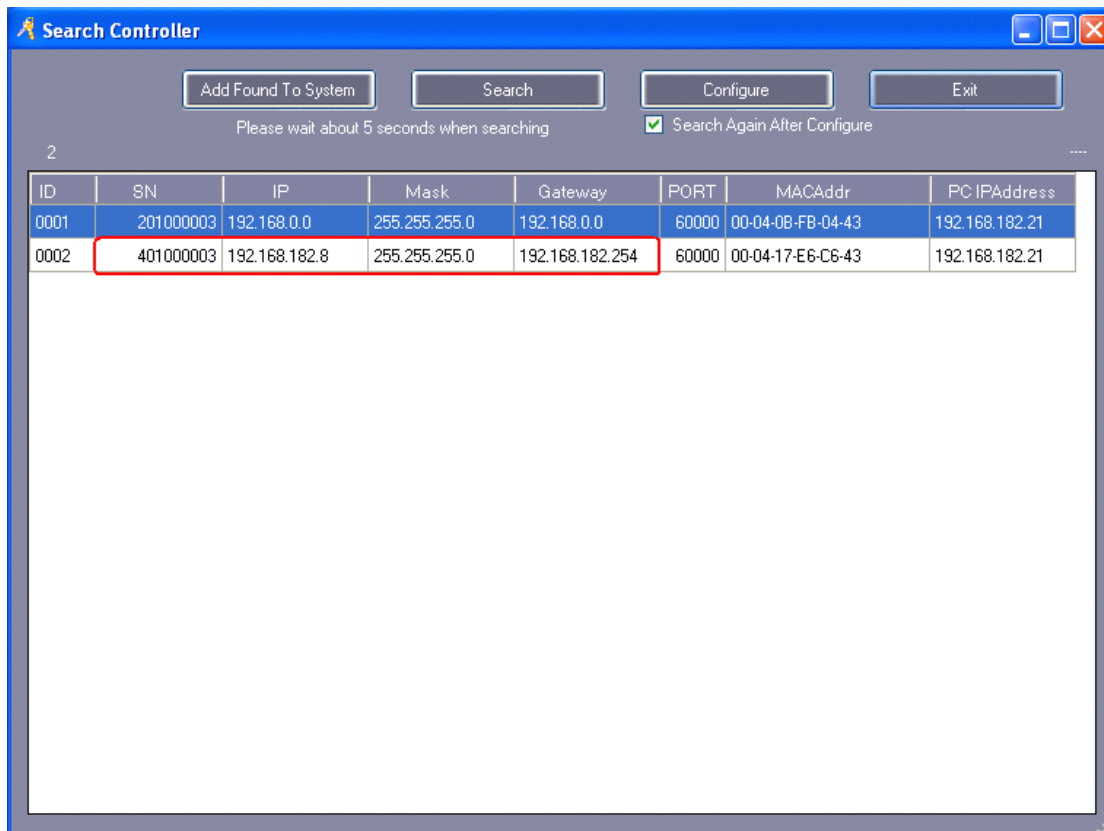 Search Controller
Add Found To System Search Configure Exit
Please wait about 5 seconds when searching Search Again After Configure
2 ----
ID SN IP Mask Gateway PORT MACAddr PC IPAddress
0001 201000003 192.168.0.0 255.255.255.0 192.168.0.0 60000 00-04-0B-FB-04-43 192.168.182.21
0002 401000003 192.168.182.8 255.255.255.0 192.168.182.254 60000 00-04-17-E6-C6-43 192.168.182.21